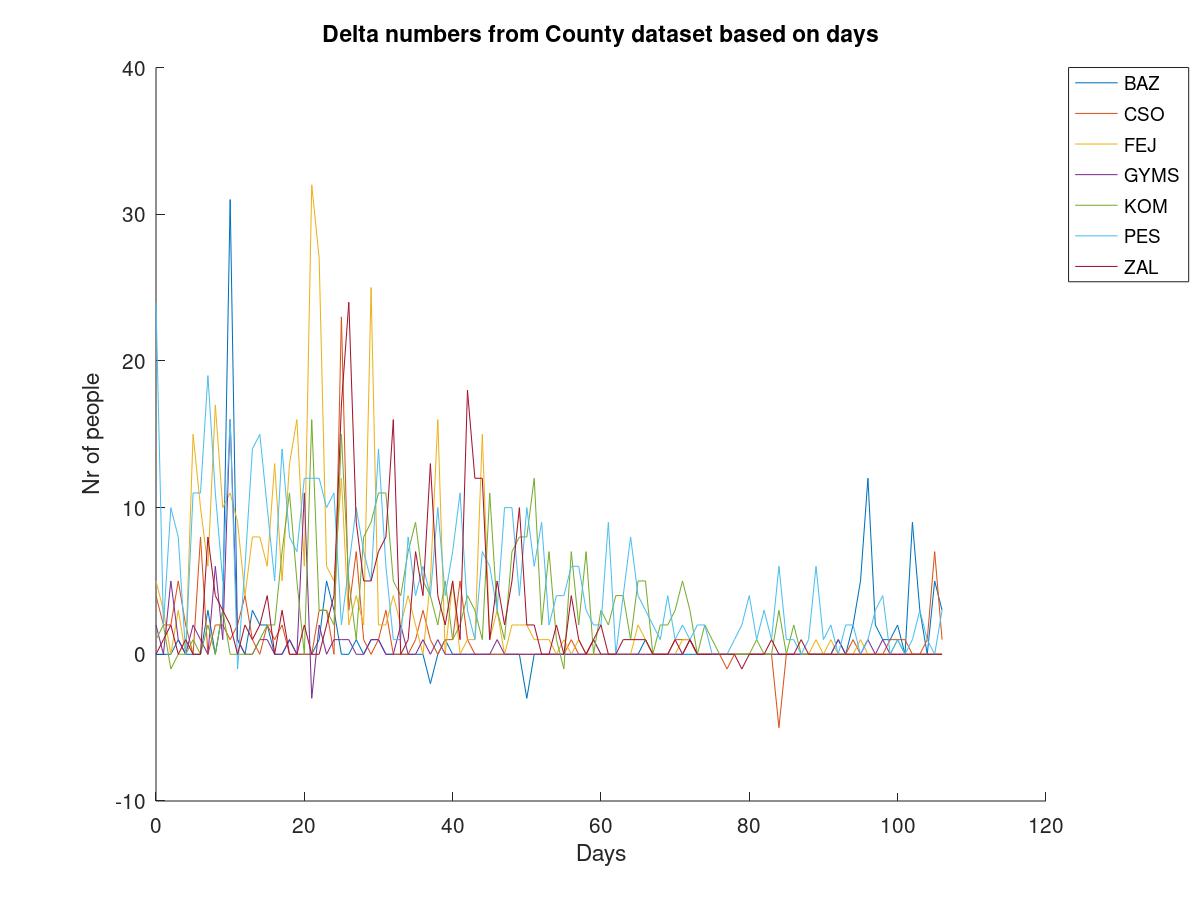 Delta numbers from County dataset based on days
BAZ
CSO
FEJ
GYMS
KOM
PES
ZAL
Nr of people
40
30
20
10
0
-10
0 20 40 60 80 100 120
Days